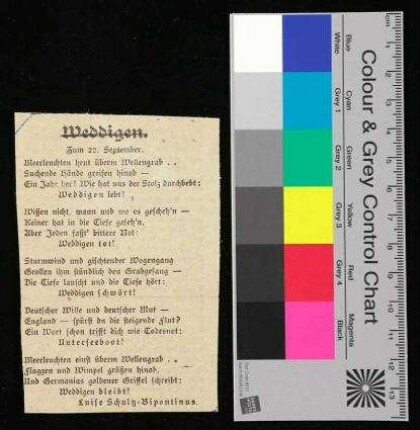 Weddigen.
Zum 22. September.
Meerleuchten heut überm Wellengrab . .
Suchende Hände greifen hinab —
Ein Jahr her! Wie hat uns der Stolz durchbebt:
Weddigen lebt!
Wissen nicht, wann und wo es gescheh'n —
Keiner hat in die Tiefe geseh'n,
Aber Jeden faßt' bittere Not:
Weddigen tot!
Sturmwind und gischtender Wogengang
Grollen ihm stündlich den Grabgesang —
Die Tiefe lauscht und die Tiefe hört:
Weddigen schwört!
Deutscher Wille und deutscher Mut —
England — spürst du die steigende Flut?
Ein Wort schon trifft dich wie Todesnot:
Unterseeboot!
Meerleuchten einst überm Wellengrab . .
Flaggen und Wimpel grüßen hinab,
Und Germanias goldener Griffel schreibt:
Weddigen bleibt!
Luise Schultz-Bipontinus.
Colour & Grey Control Chart
Blue
Cyan
Green
Yellow
Red
Magenta
White
Grey 1
Grey 2
Grey 3
Grey 4
Black